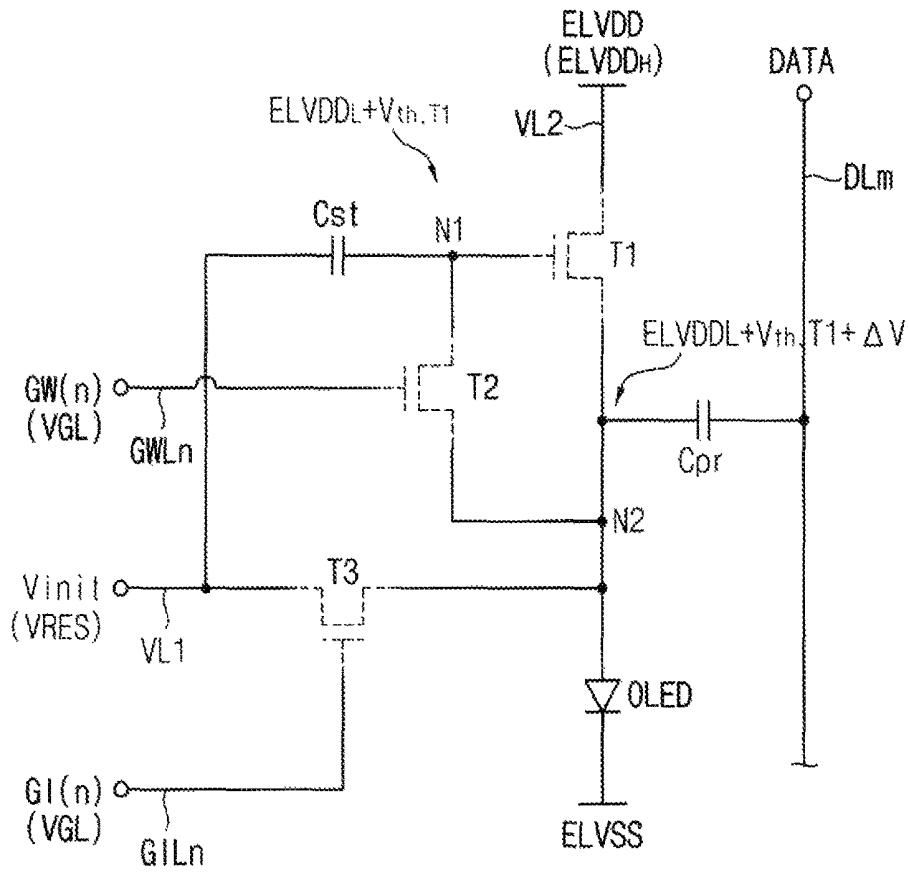 ELVDD
(ELVDDH)
DATA
ELVDDL+Vth.T1
VL2
DLm
Cst
N1
T1
ELVDDL+Vth.T1+ΔV
GW(n)
(VGL)
GWLn
T2
Cpr
N2
Vinit
(VRES)
VL1
T3
OLED
GI(n)
(VGL)
GILn
ELVSS